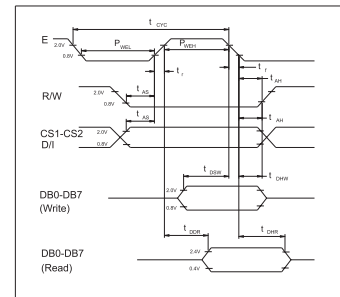 t CYC
E
2.0V
0.8V
P WEL
P WEH
t r
t f
t AH
R/W
2.0V
0.8V
t AS
t AS
t AH
CS1-CS2
D/I
2.0V
0.8V
t DSW
t DHW
DB0-DB7
(Write)
2.0V
0.8V
t DDR
t DHR
DB0-DB7
(Read)
2.4V
0.4V